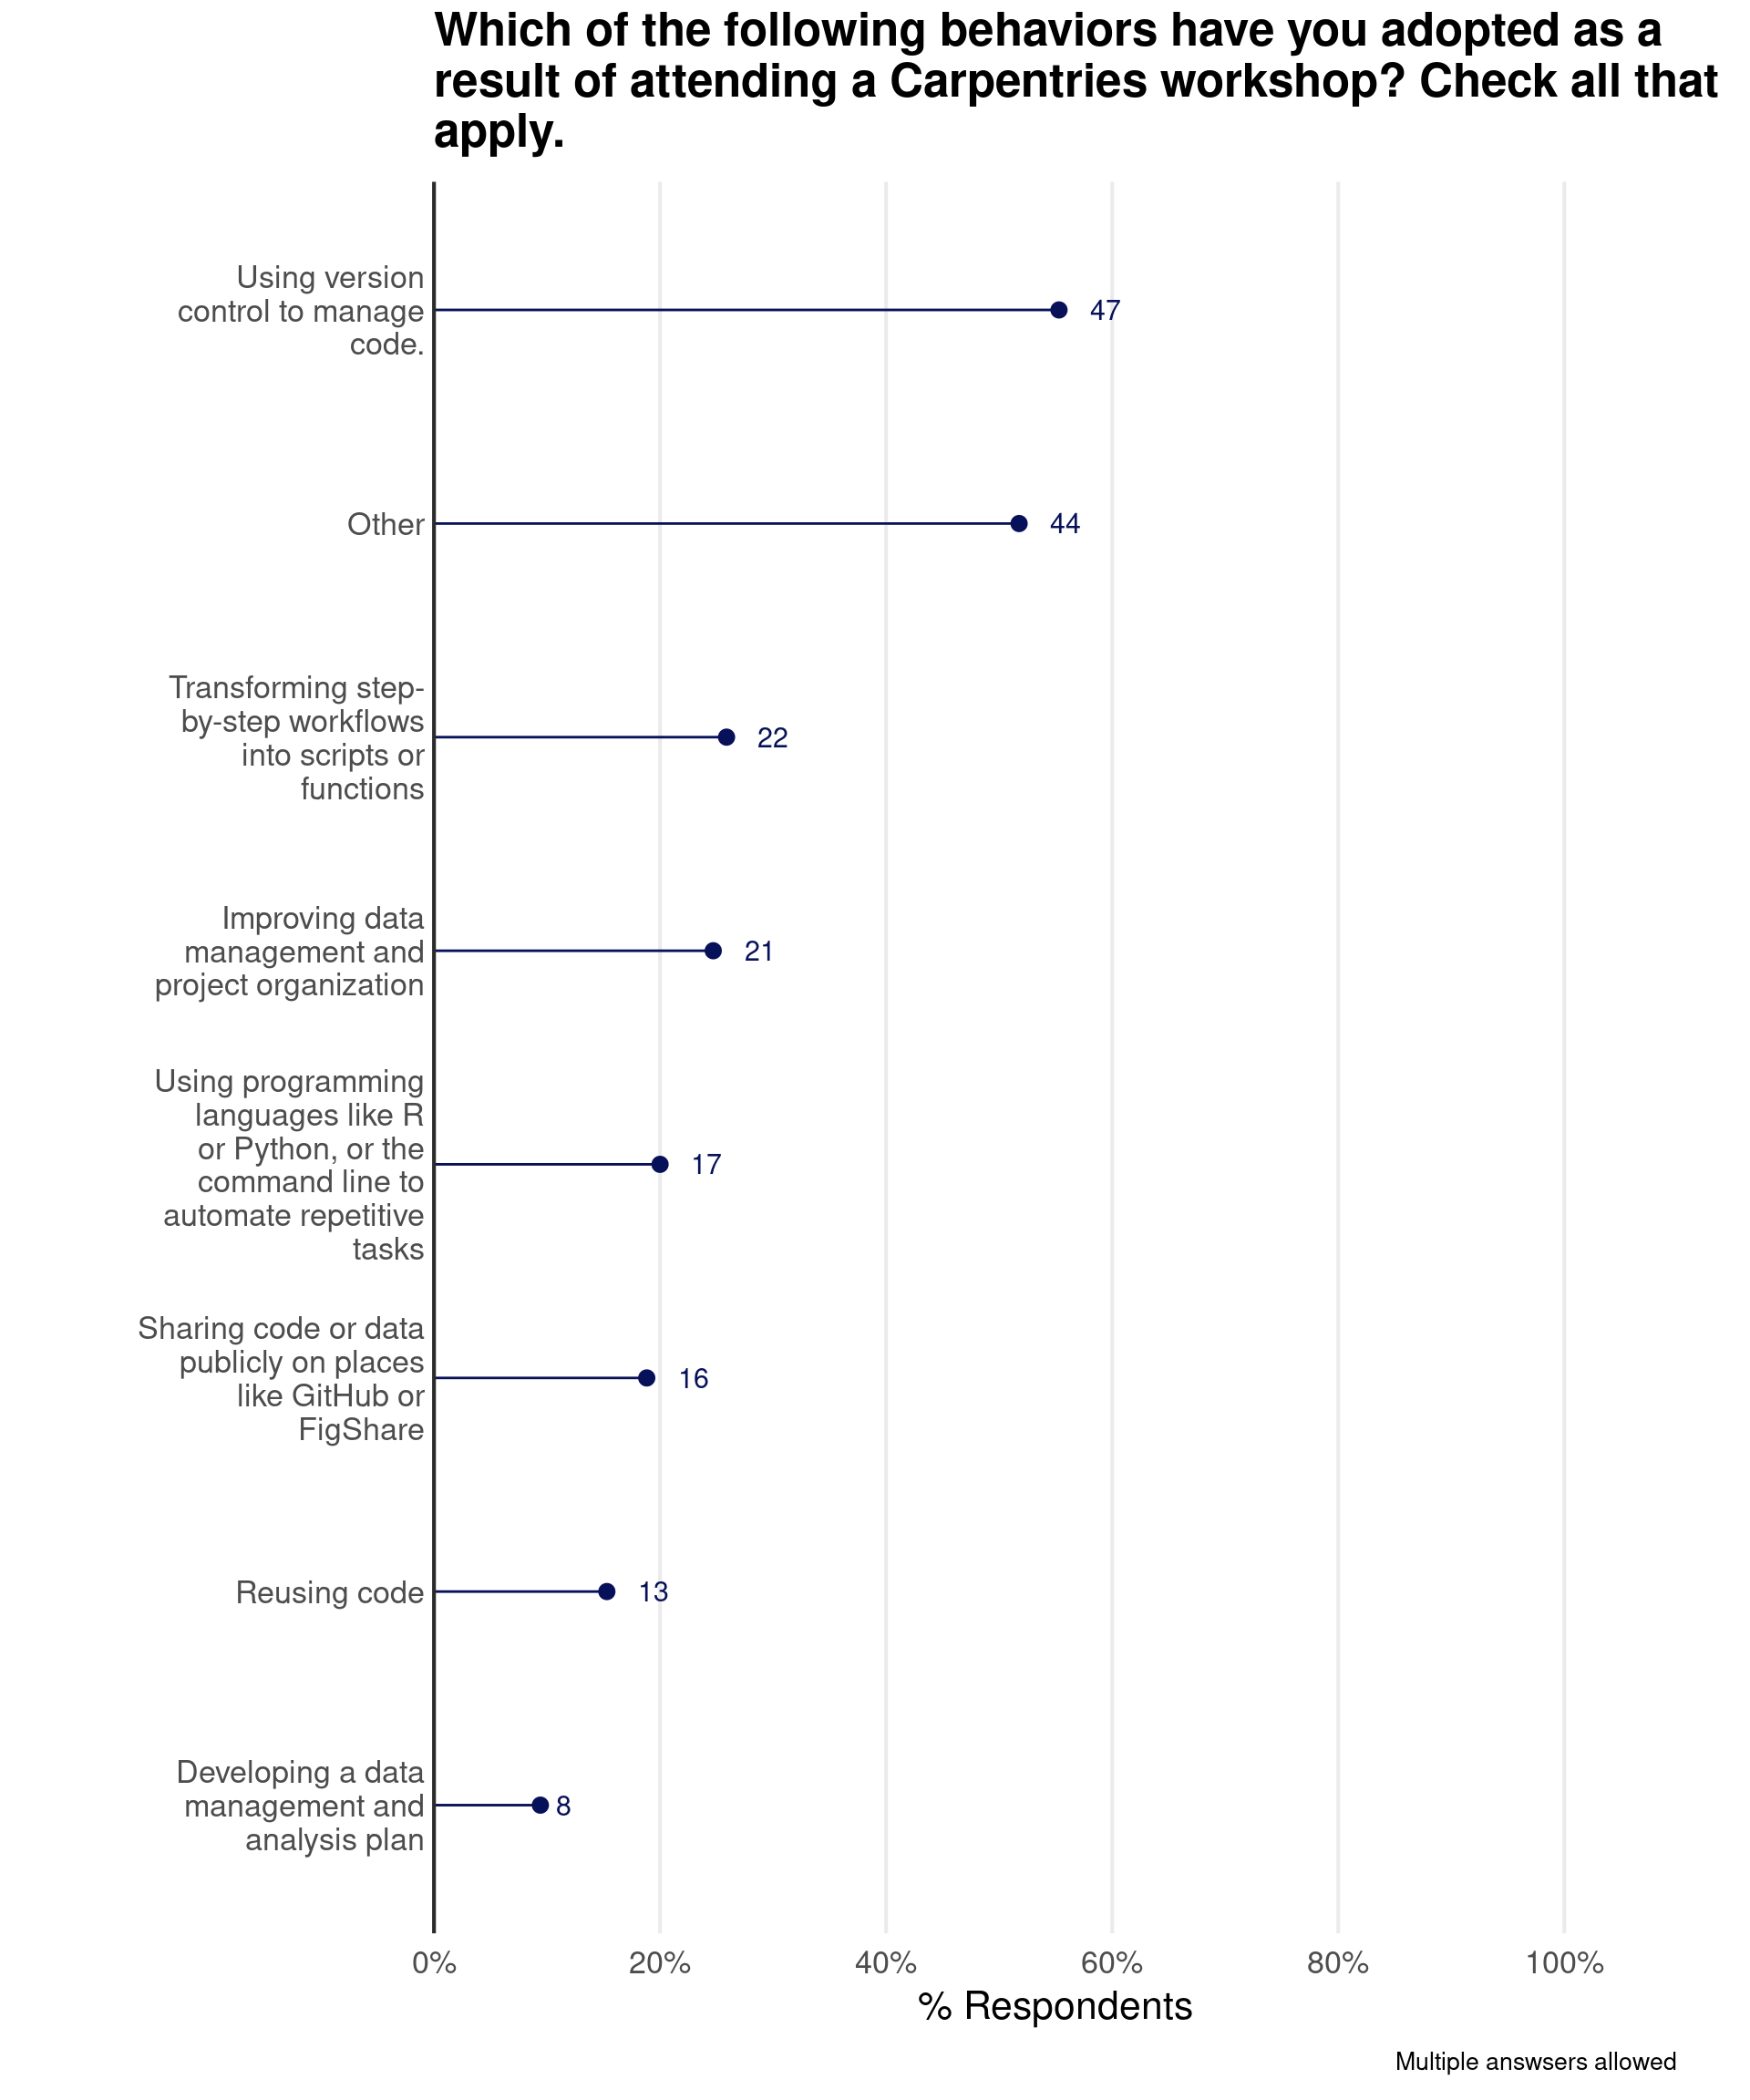 Which of the following behaviors have you adopted as a
result of attending a Carpentries workshop? Check all that
apply.
Using version
control to manage
code.
47
Other
44
Transforming step-
by-step workflows
into scripts or
functions
22
Improving data
management and
project organization
21
Using programming
languages like R
or Python, or the
command line to
automate repetitive
tasks
17
Sharing code or data
publicly on places
like GitHub or
FigShare
16
Reusing code
13
Developing a data
management and
analysis plan
8
0% 20% 40% 60% 80% 100%
% Respondents
Multiple answsers allowed